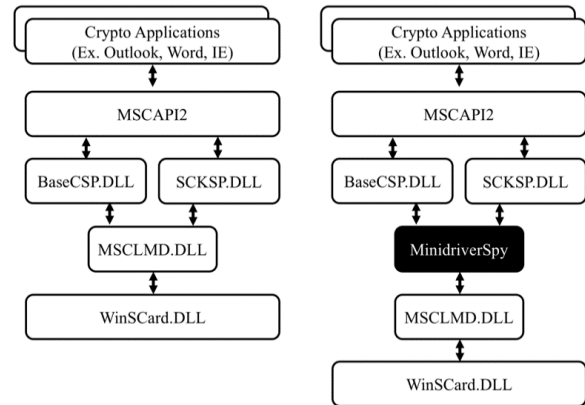 Crypto Applications
(Ex. Outlook, Word, IE)
MSCAPI2
BaseCSP.DLL
SCKSP.DLL
MSCLMD.DLL
WinSCard.DLL
Crypto Applications
(Ex. Outlook, Word, IE)
MSCAPI2
BaseCSP.DLL
SCKSP.DLL
MinidriverSpy
MSCLMD.DLL
WinSCard.DLL